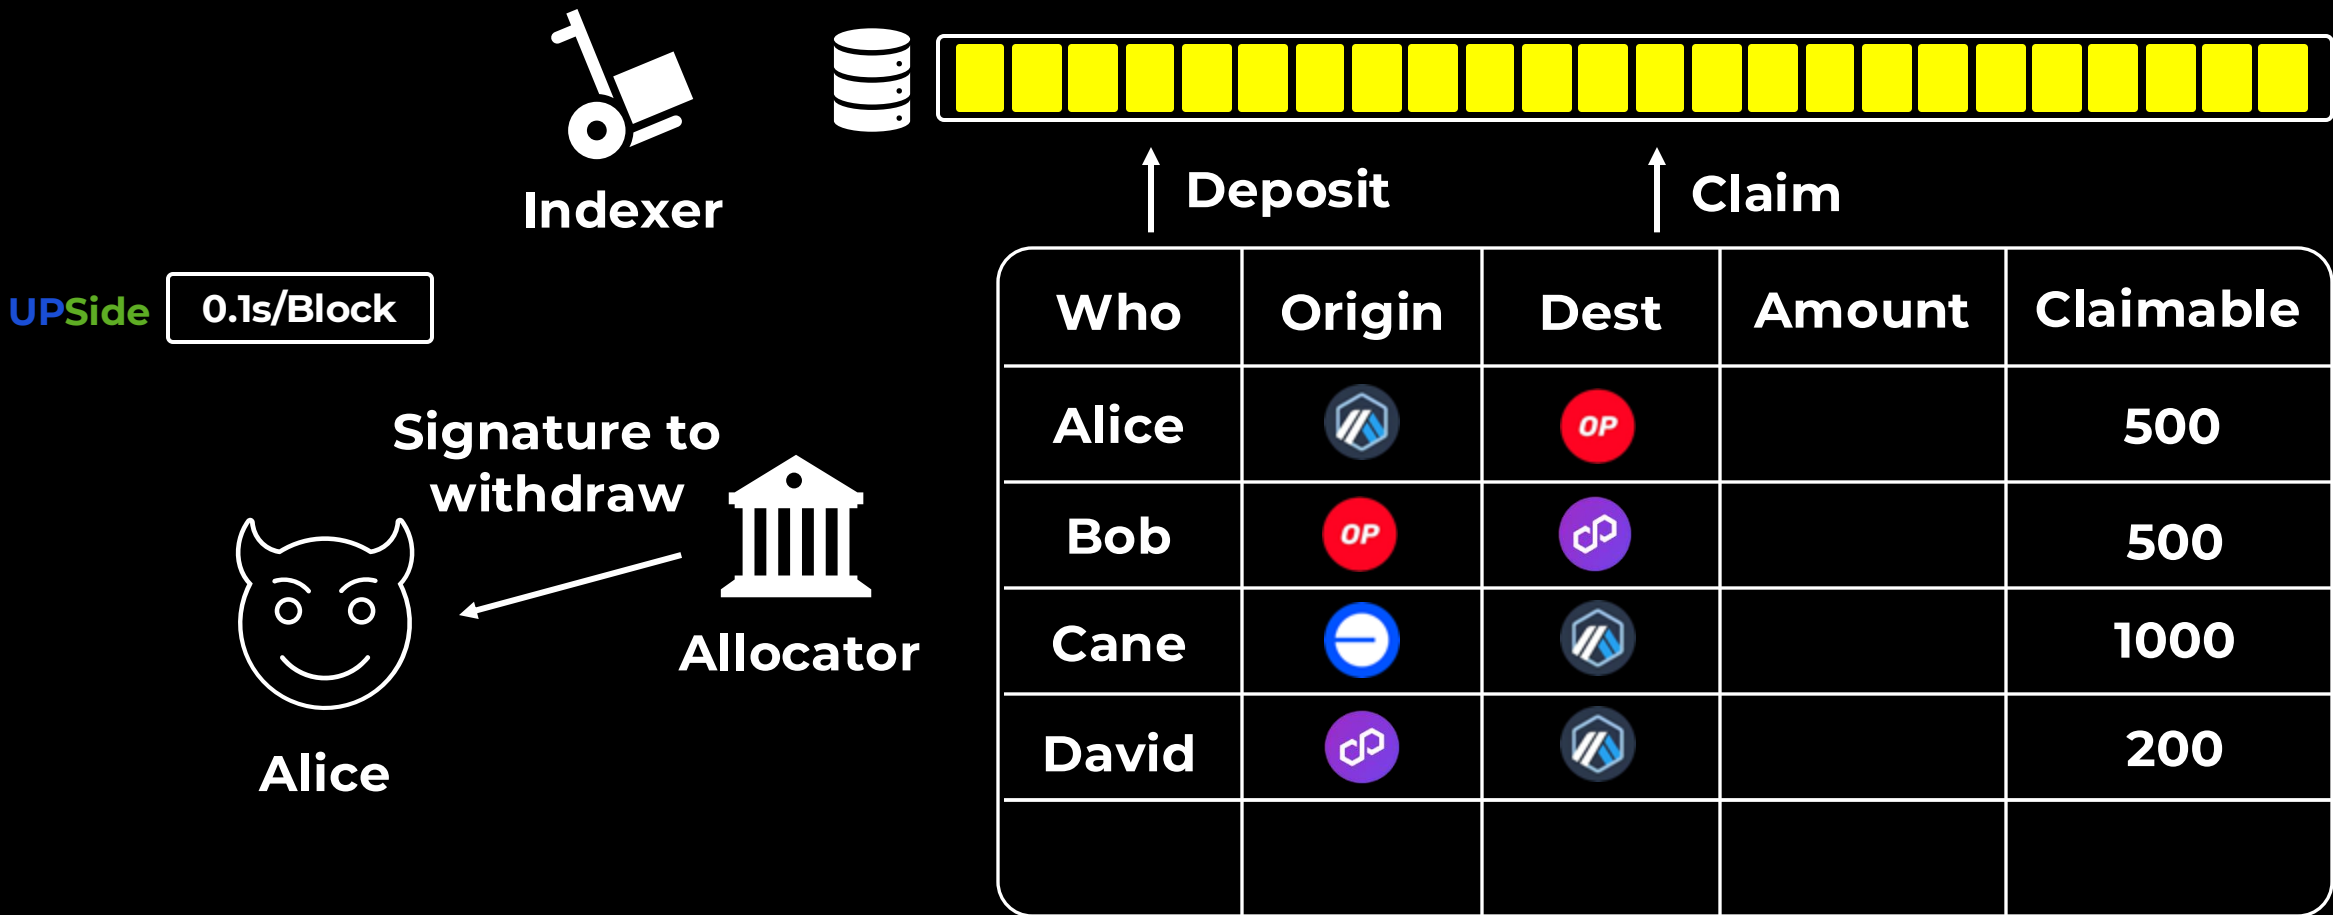 Indexer
Deposit
Claim
UPSide
0.1s/Block
Who Origin Dest Amount Claimable
Alice OP 500
Bob OP 500
Cane 1000
David 200
Signature to
withdraw
Allocator
Alice